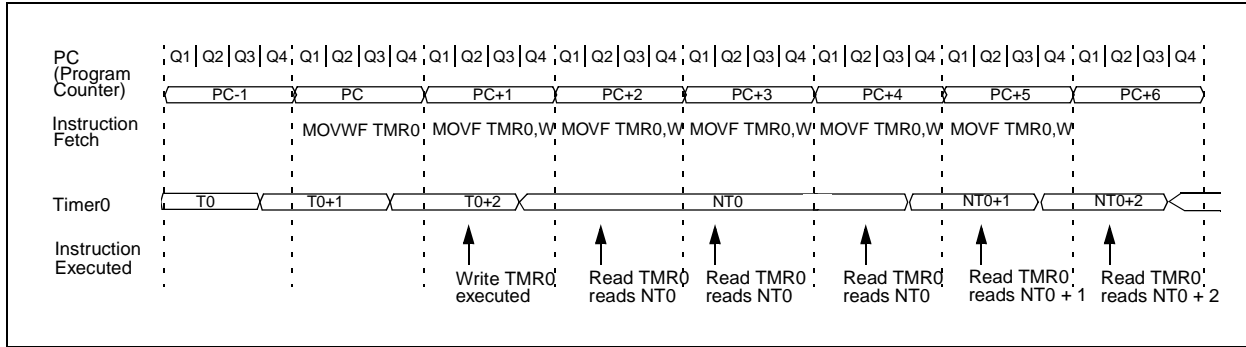 PC
(Program
Counter)
Q1 Q2 Q3 Q4 Q1 Q2 Q3 Q4 Q1 Q2 Q3 Q4 Q1 Q2 Q3 Q4 Q1 Q2 Q3 Q4 Q1 Q2 Q3 Q4 Q1 Q2 Q3 Q4 Q1 Q2 Q3 Q4
PC-1 PC PC+1 PC+2 PC+3 PC+4 PC+5 PC+6
Instruction
Fetch
MOVWF TMR0 MOVF TMR0,W MOVF TMR0,W MOVF TMR0,W MOVF TMR0,W MOVF TMR0,W
Timer0
T0 T0+1 T0+2 NT0 NT0+1 NT0+2
Instruction
Executed
Write TMR0
executed
Read TMR0
reads NT0
Read TMR0
reads NT0
Read TMR0
reads NT0
Read TMR0
reads NT0 + 1
Read TMR0
reads NT0 + 2